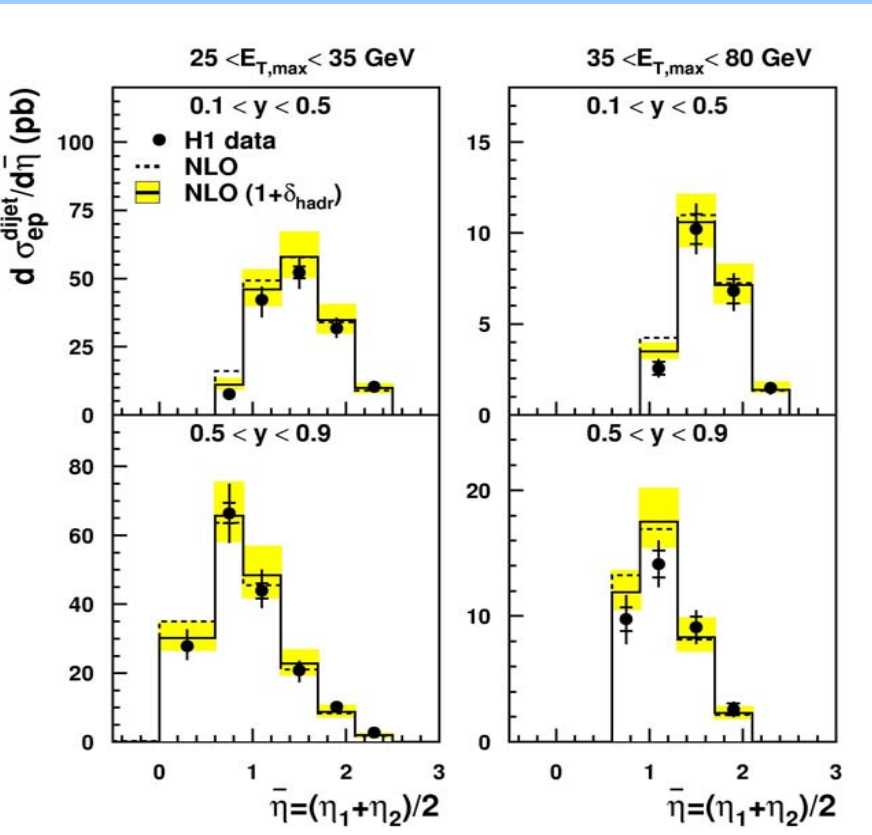 25 <E_T,max< 35 GeV
35 <E_T,max< 80 GeV
d σ_ep^dijet/dη̄ (pb)
0.1 < y < 0.5
H1 data
NLO
NLO (1+δ_hadr)
100
75
50
25
0
0.1 < y < 0.5
15
10
5
0
0.5 < y < 0.9
80
60
40
20
0
0 1 2 3
η̄=(η₁+η₂)/2
0.5 < y < 0.9
20
10
0
0 1 2 3
η̄=(η₁+η₂)/2